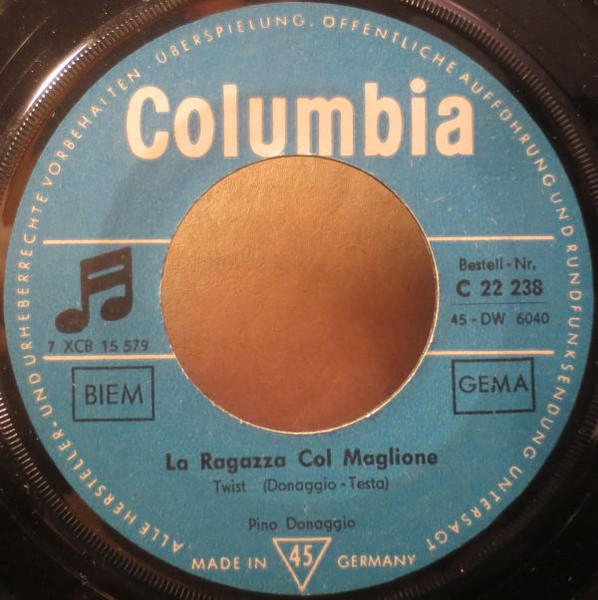 ALLE HERSTELLER- UND URHEBERRECHTE VORBEHALTEN · ÜBERSPIELUNG, ÖFFENTLICHE AUFFÜHRUNG UND RUNDFUNKSENDUNG UNTERSAGT
Columbia
Bestell-Nr.
C 22 238
45-DW 6040
7 XCB 15 579
BIEM
GEMA
La Ragazza Col Maglione
Twist (Donaggio-Testa)
Pino Donaggio
MADE IN 45 GERMANY